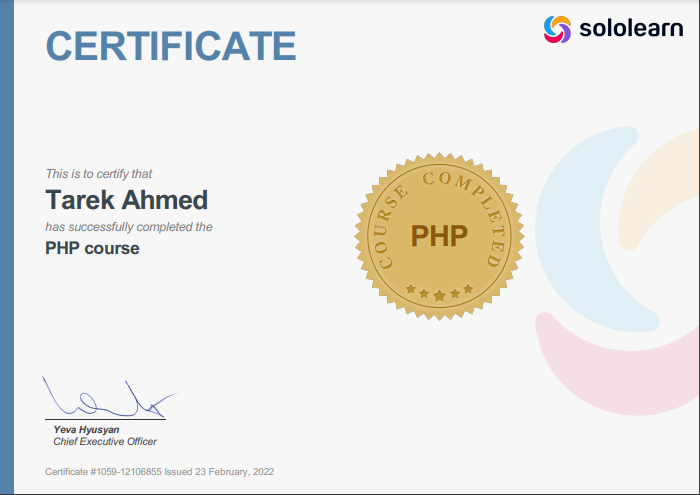 CERTIFICATE
sololearn
This is to certify that
Tarek Ahmed
has successfully completed the
PHP course
COURSE COMPLETED
PHP
Yeva Hyusyan
Chief Executive Officer
Certificate #1059-12106855 Issued 23 February, 2022